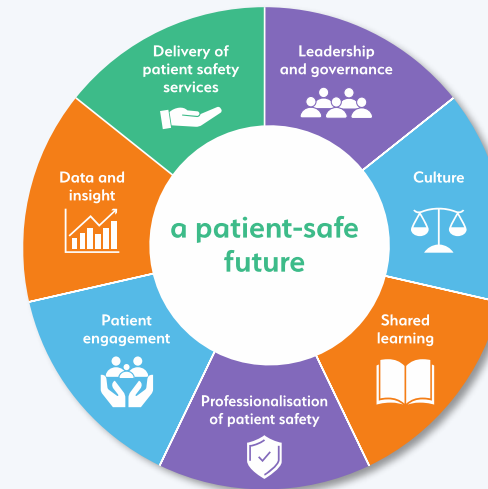 Delivery of
patient safety
services
Leadership
and governance
Culture
Shared
learning
Professionalisation
of patient safety
Patient
engagement
Data and
insight
a patient-safe
future